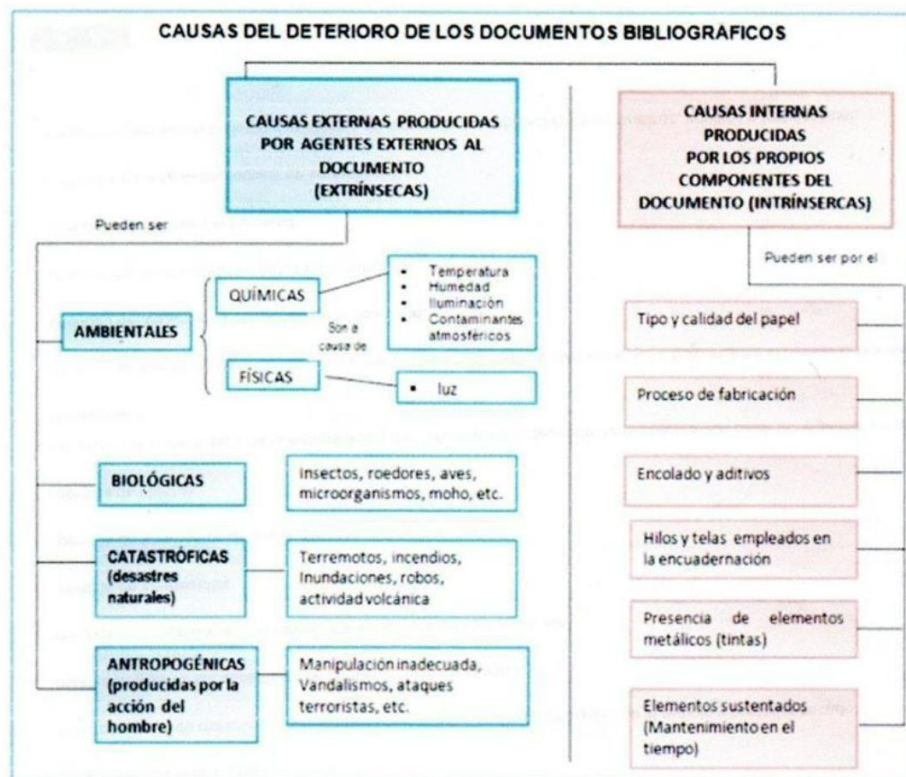 CAUSAS DEL DETERIORO DE LOS DOCUMENTOS BIBLIOGRÁFICOS
CAUSAS EXTERNAS PRODUCIDAS
POR AGENTES EXTERNOS AL
DOCUMENTO
(EXTRÍNSECAS)
Pueden ser
AMBIENTALES
QUÍMICAS
Son a
causa de
FÍSICAS
▪ Temperatura
▪ Humedad
▪ Iluminación
▪ Contaminantes
atmosféricos
▪ luz
BIOLÓGICAS
Insectos, roedores, aves,
microorganismos, moho, etc.
CATASTRÓFICAS
(desastres
naturales)
Terremotos, incendios,
Inundaciones, robos,
actividad volcánica
ANTROPOGÉNICAS
(producidas por la
acción del
hombre)
Manipulación inadecuada,
Vandalismos, ataques
terroristas, etc.
CAUSAS INTERNAS
PRODUCIDAS
POR LOS PROPIOS
COMPONENTES DEL
DOCUMENTO (INTRÍNSERCAS)
Pueden ser por el
Tipo y calidad del papel
Proceso de fabricación
Encolado y aditivos
Hilos y telas empleados en
la encuadernación
Presencia de elementos
metálicos (tintas)
Elementos sustentados
(Mantenimiento en el
tiempo)